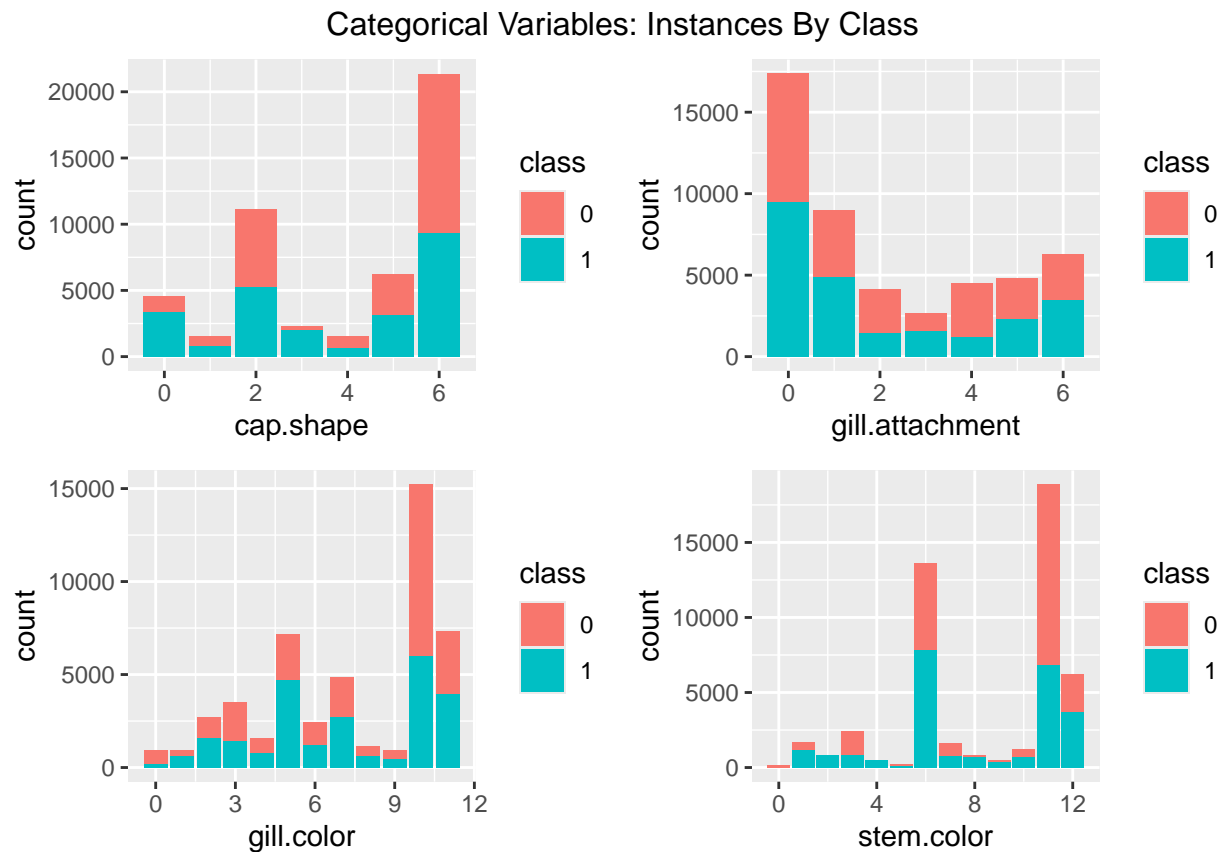 Categorical Variables: Instances By Class
20000
15000
10000
5000
0
count
0 2 4 6
cap.shape
class
0
1
15000
10000
5000
0
count
0 2 4 6
gill.attachment
class
0
1
15000
10000
5000
0
count
0 3 6 9 12
gill.color
class
0
1
15000
10000
5000
0
count
0 4 8 12
stem.color
class
0
1